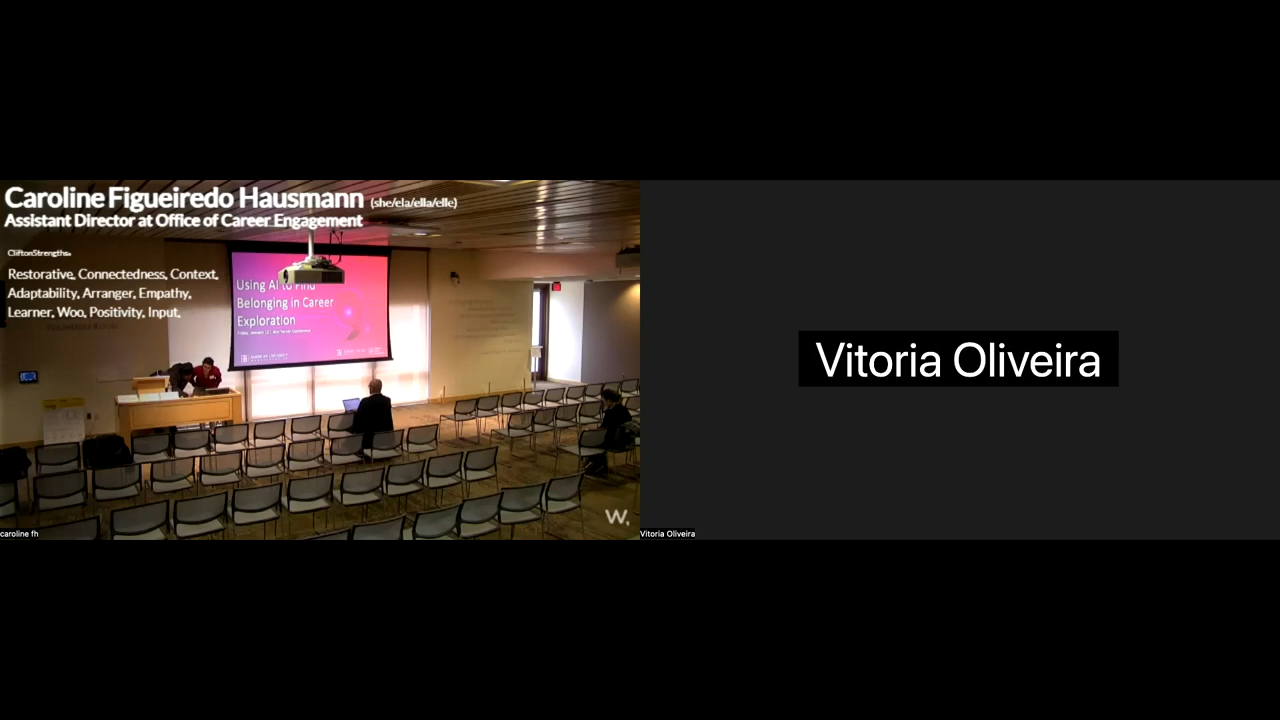 Caroline Figueiredo Hausmann (she/ela/ella/elle)
Assistant Director at Office of Career Engagement
CliftonStrengths
Restorative, Connectedness, Context,
Adaptability, Arranger, Empathy,
Learner, Woo, Positivity, Input,
Using AI to Find
Belonging in Career
Exploration
AMERICAN UNIVERSITY
W,
caroline fh
Vitoria Oliveira
Vitoria Oliveira